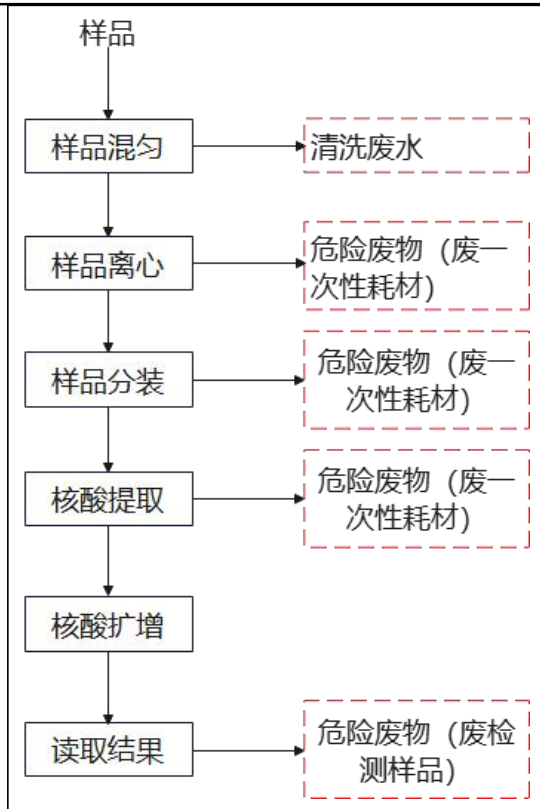 样品
样品混匀
清洗废水
样品离心
危险废物（废一
次性耗材）
样品分装
危险废物（废一
次性耗材）
核酸提取
危险废物（废一
次性耗材）
核酸扩增
读取结果
危险废物（废检
测样品）